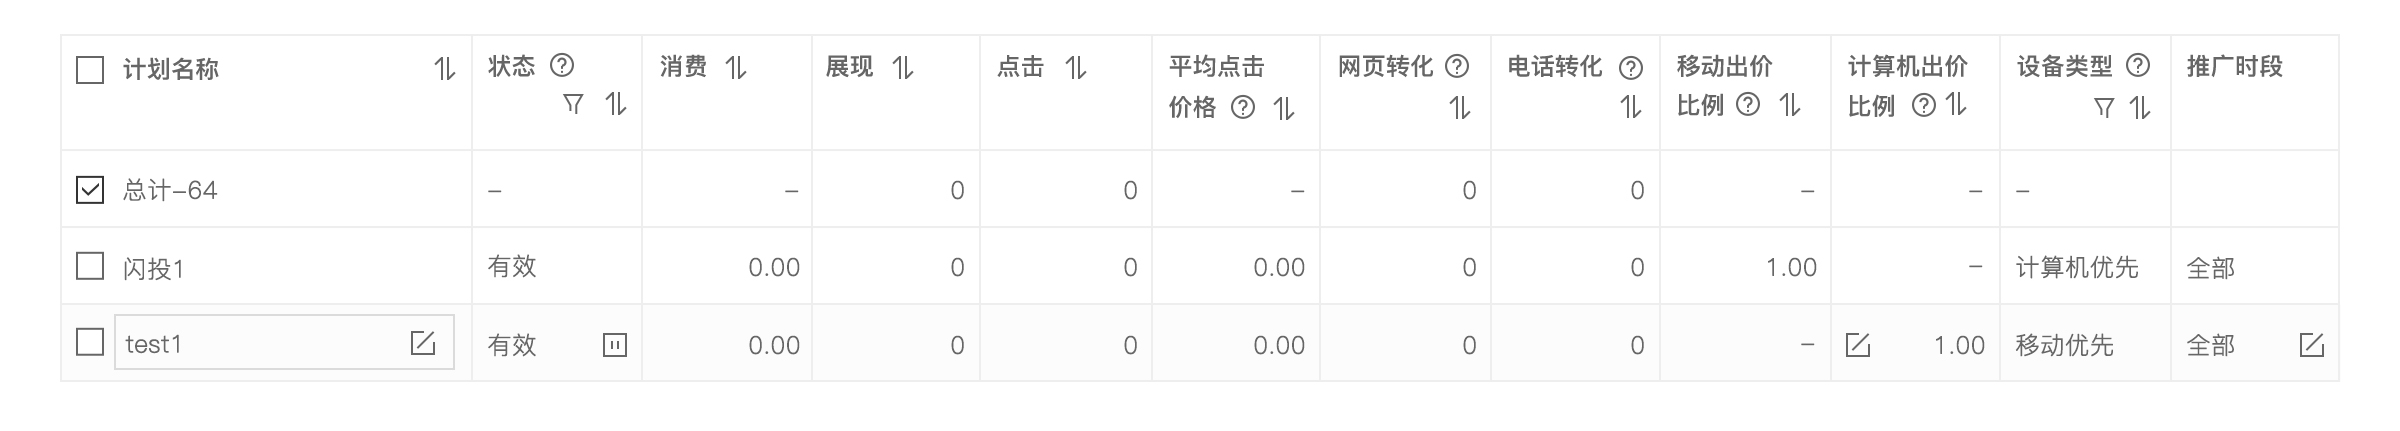 计划名称 状态 消费 展现 点击 平均点击 网页转化 电话转化 移动出价 计算机出价 设备类型 推广时段
价格 比例 比例
总计-64 - - 0 0 - 0 0 - - -
闪投1 有效 0.00 0 0 0.00 0 0 1.00 - 计算机优先 全部
test1 有效 0.00 0 0 0.00 0 0 - 1.00 移动优先 全部